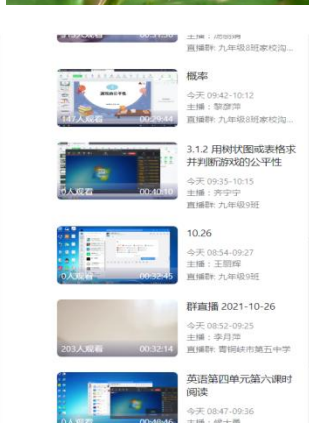 直播群: 九年级8班家校沟...
概率
今天 09:42-10:12
主播：黎彦萍
直播群: 九年级8班家校沟...
147人观看 00:29:44
3.1.2 用树状图或表格求
并判断游戏的公平性
今天 09:35-10:15
主播：齐宁宁
直播群: 九年级9班
0人观看 00:40:10
10.26
今天 08:54-09:27
主播：王丽辉
直播群: 九年级9班
0人观看 00:32:45
群直播 2021-10-26
今天 08:52-09:25
主播：李月萍
直播群: 青铜峡市第五中学
203人观看 00:32:14
英语第四单元第六课时
阅读
今天 08:47-09:36
0人观看 00:48:46